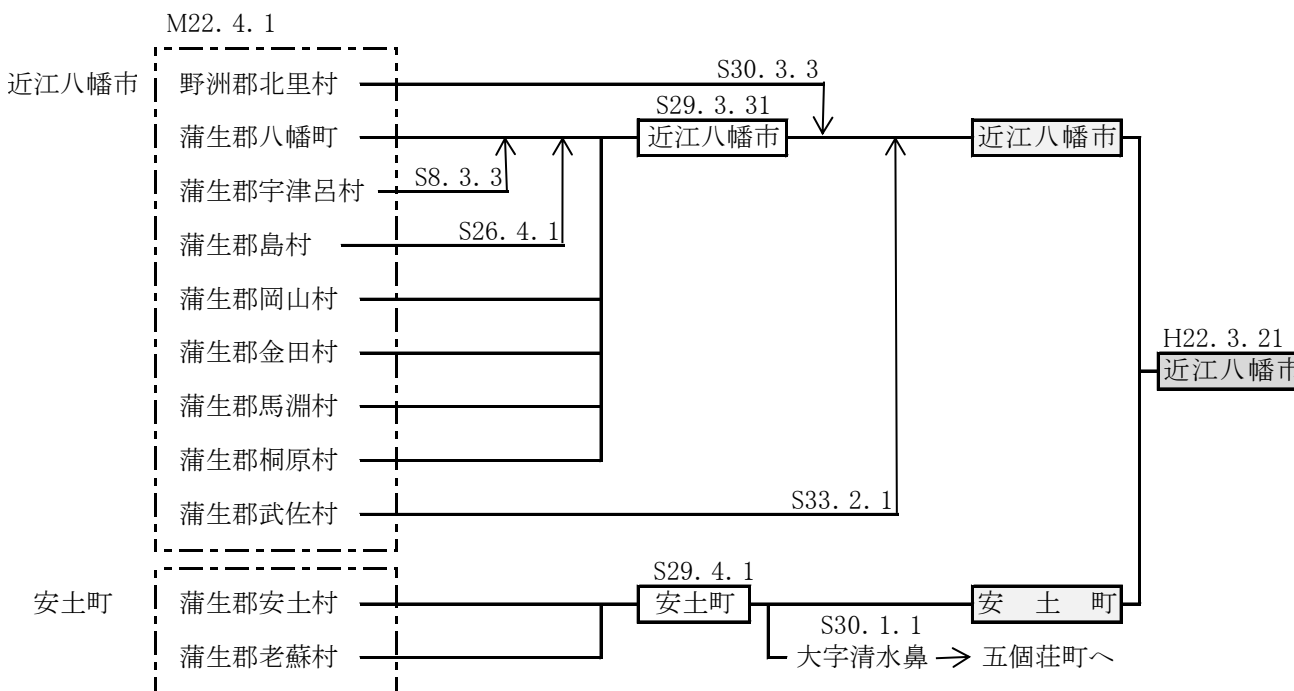 M22.4.1
近江八幡市
野洲郡北里村
S30.3.3
S29.3.31
蒲生郡八幡町
近江八幡市
近江八幡市
蒲生郡宇津呂村
S8.3.3
蒲生郡島村
S26.4.1
蒲生郡岡山村
蒲生郡金田村
H22.3.21
近江八幡市
蒲生郡馬淵村
蒲生郡桐原村
蒲生郡武佐村
S33.2.1
S29.4.1
安土町
蒲生郡安土村
安土町
安土町
S30.1.1
蒲生郡老蘇村
大字清水鼻
五個荘町へ